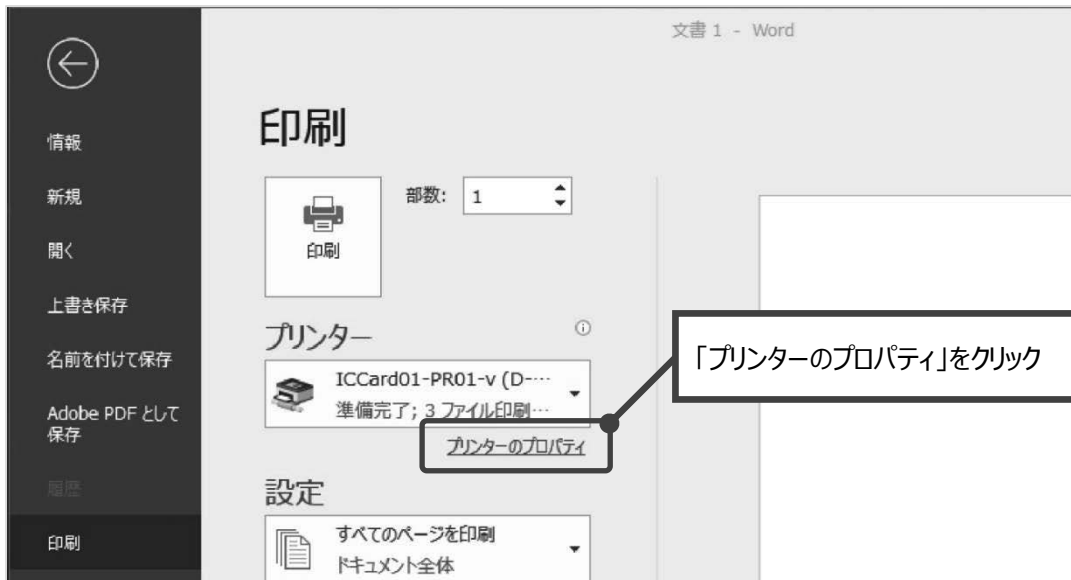 文書 1 - Word
情報
新規
開く
上書き保存
名前を付けて保存
Adobe PDF として
保存
履歴
印刷
印刷
印刷
部数: 1
プリンター
ICCard01-PR01-v (D-…
準備完了; 3 ファイル印刷…
プリンターのプロパティ
設定
すべてのページを印刷
ドキュメント全体
「プリンターのプロパティ」をクリック